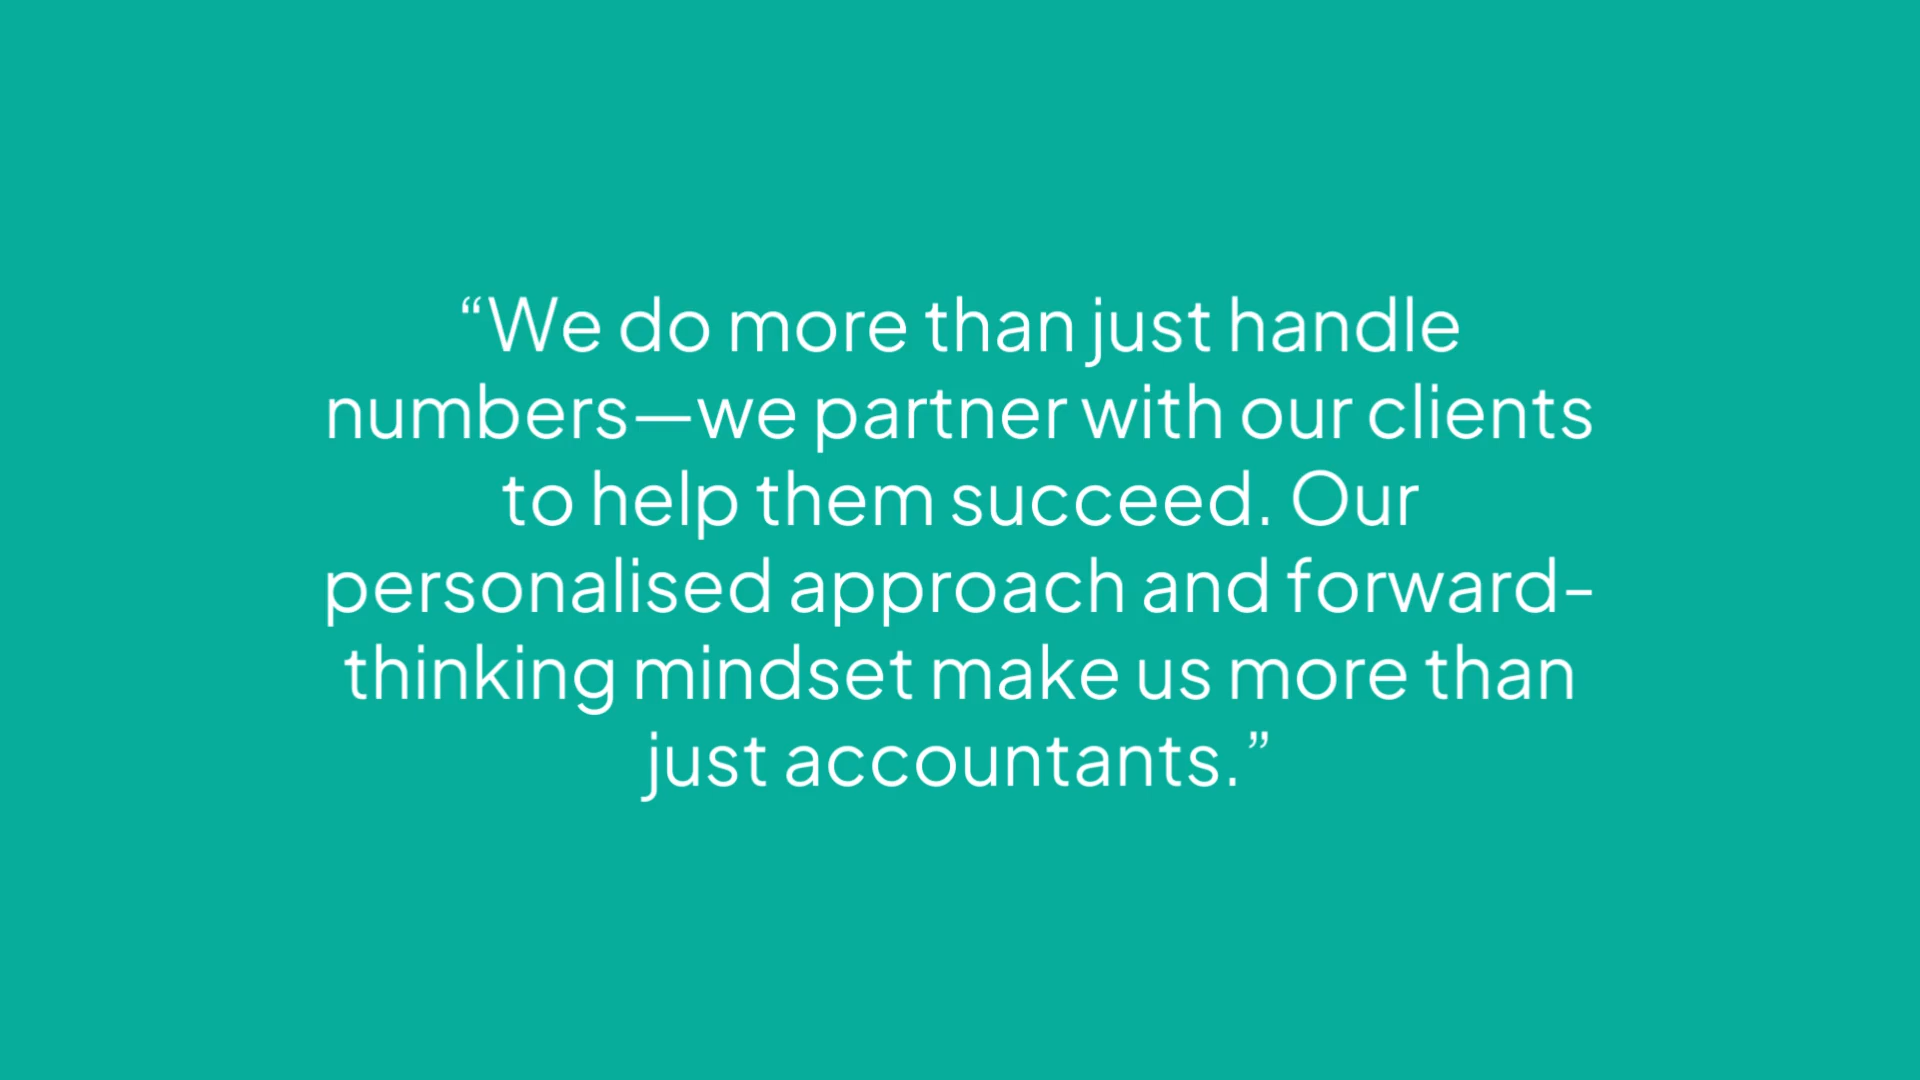 “We do more than just handle
numbers—we partner with our clients
to help them succeed. Our
personalised approach and forward-
thinking mindset make us more than
just accountants.”